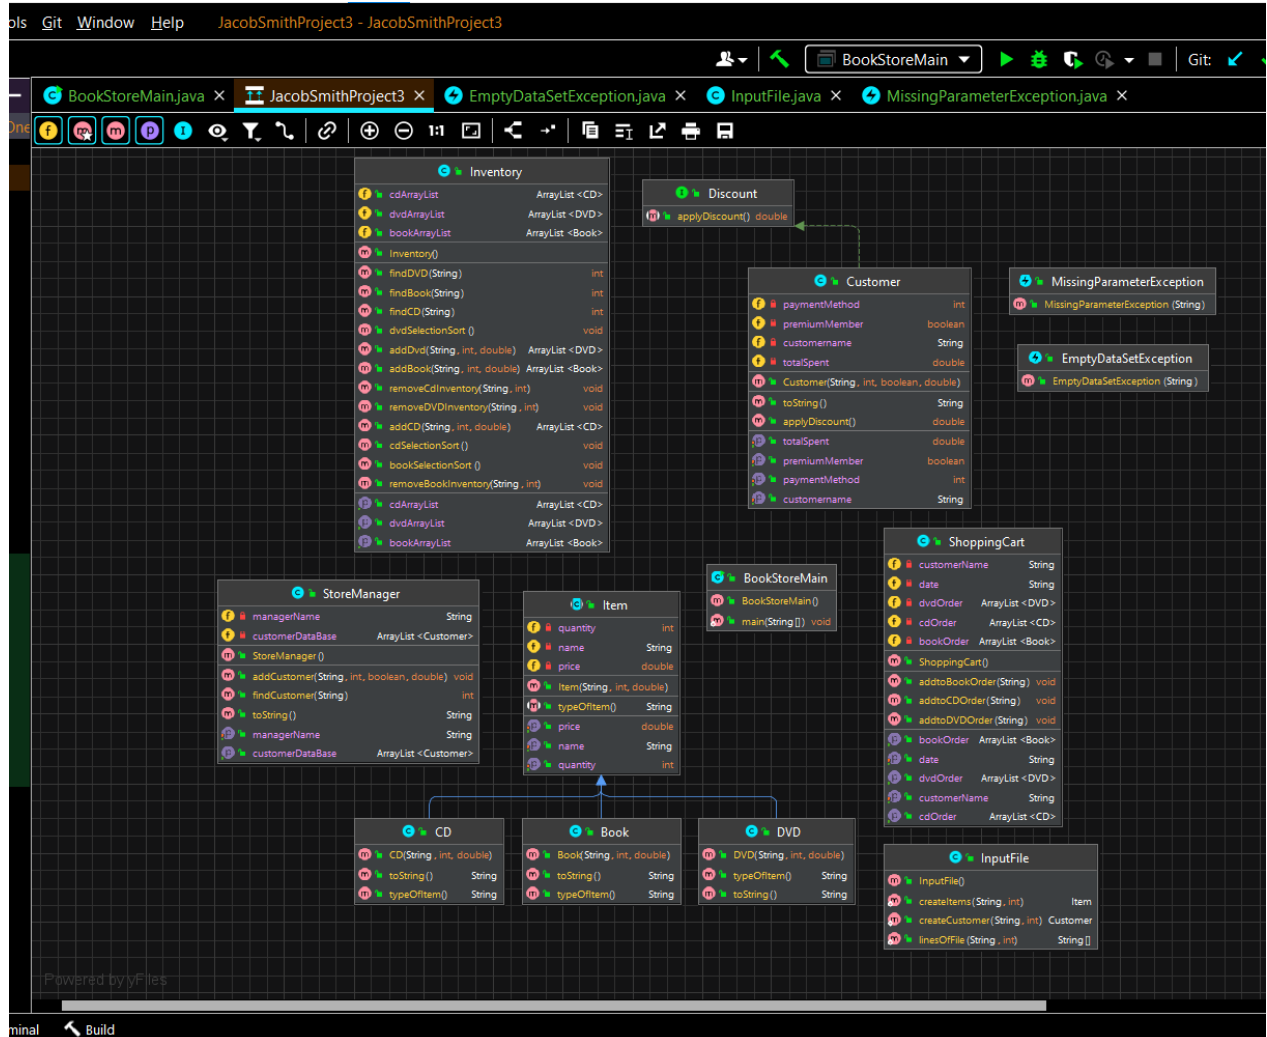 ols Git Window Help JacobSmithProject3 - JacobSmithProject3
BookStoreMain Git:
BookStoreMain.java JacobSmithProject3 EmptyDataSetException.java InputFile.java MissingParameterException.java
One
1:1
Inventory
cdArrayList ArrayList <CD>
dvdArrayList ArrayList <DVD>
bookArrayList ArrayList <Book>
Inventory()
findDVD(String) int
findBook(String) int
findCD(String) int
dvdSelectionSort () void
addDvd(String, int, double) ArrayList <DVD>
addBook(String, int, double) ArrayList <Book>
removeCdInventory(String, int) void
removeDVDInventory(String, int) void
addCD(String, int, double) ArrayList <CD>
cdSelectionSort () void
bookSelectionSort () void
removeBookInventory(String, int) void
cdArrayList ArrayList <CD>
dvdArrayList ArrayList <DVD>
bookArrayList ArrayList <Book>
Discount
applyDiscount() double
Customer
paymentMethod int
premiumMember boolean
customername String
totalSpent double
Customer(String, int, boolean, double)
toString () String
applyDiscount() double
totalSpent double
premiumMember boolean
paymentMethod int
customername String
MissingParameterException
MissingParameterException (String)
EmptyDataSetException
EmptyDataSetException (String)
StoreManager
managerName String
customerDataBase ArrayList <Customer>
StoreManager ()
addCustomer(String, int, boolean, double) void
findCustomer(String) int
toString () String
managerName String
customerDataBase ArrayList <Customer>
Item
quantity int
name String
price double
Item(String, int, double)
typeOfItem() String
price double
name String
quantity int
BookStoreMain
BookStoreMain ()
main(String[]) void
ShoppingCart
customerName String
date String
dvdOrder ArrayList <DVD>
cdOrder ArrayList <CD>
bookOrder ArrayList <Book>
ShoppingCart()
addtoBookOrder(String) void
addtoCDOrder(String) void
addtoDVDOrder (String) void
bookOrder ArrayList <Book>
date String
dvdOrder ArrayList <DVD>
customerName String
cdOrder ArrayList <CD>
CD
CD(String, int, double)
toString () String
typeOfItem() String
Book
Book(String, int, double)
toString () String
typeOfItem() String
DVD
DVD(String, int, double)
typeOfItem() String
toString () String
InputFile
InputFile()
createItems(String, int) Item
createCustomer(String, int) Customer
linesOfFile (String, int) String[]
Powered by yFiles
minal Build